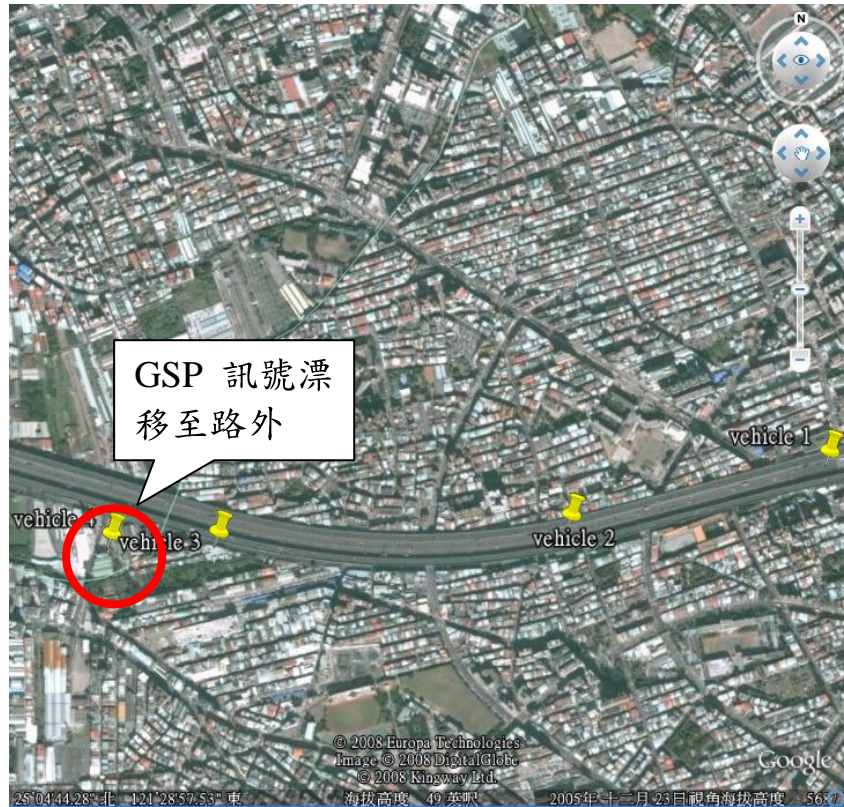 N
GSP 訊號漂
移至路外
vehicle 1
vehicle 4
vehicle 3
vehicle 2
© 2008 Europa Technologies
Image © 2008 DigitalGlobe
© 2008 Kingway Ltd.
Google
25°04'44.28" 北 121°28'57.53" 東 海拔高度 49 英呎 2005年 十二月 23日 視角海拔高度